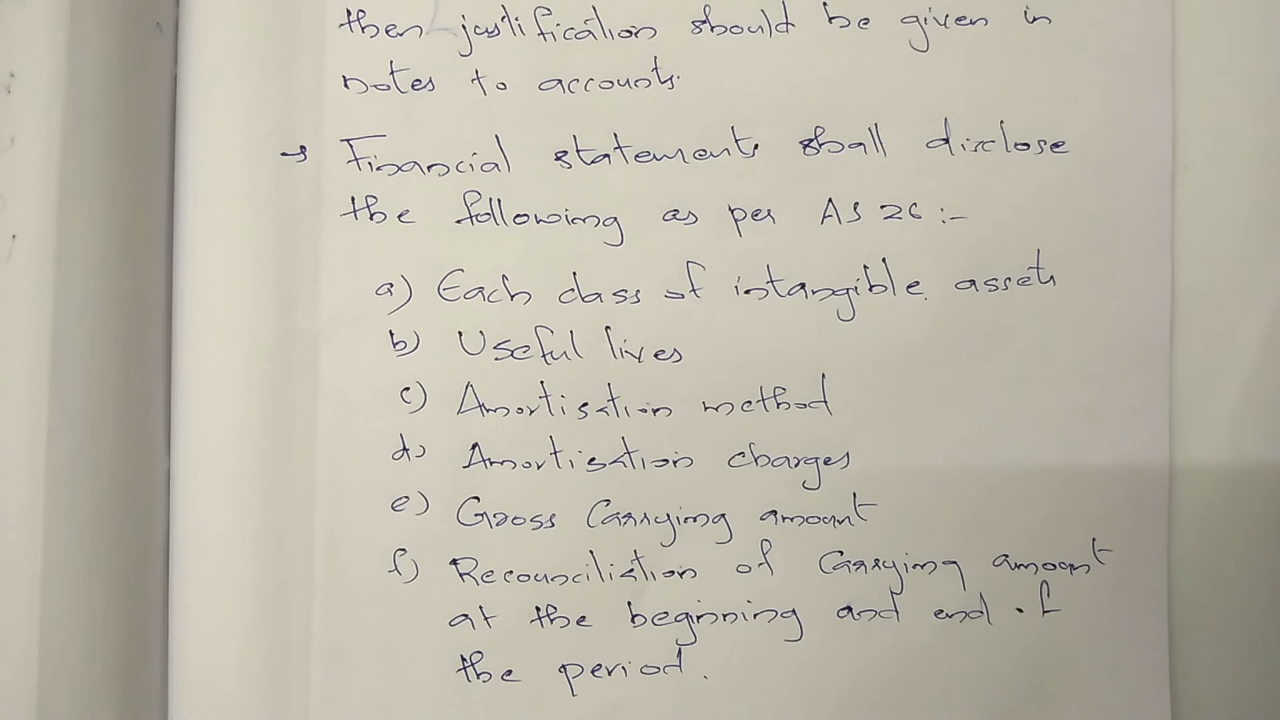 then justification should be given in
notes to accounts.
→ Financial statements shall disclose
the following as per AS 26 :-
a) Each class of intangible assets
b) Useful lives
c) Amortisation method
d) Amortisation charges
e) Gross Carrying amount
f) Reconciliation of Carrying amount
at the beginning and end of
the period.